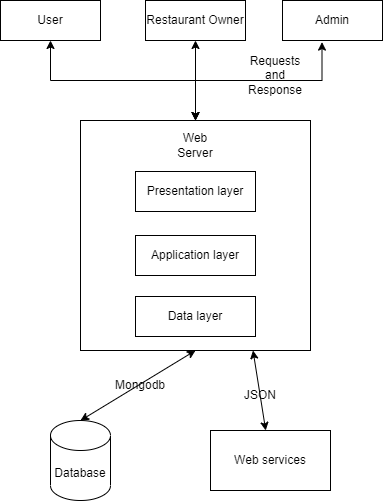 User
Restaurant Owner
Admin
Requests
and
Response
Web
Server
Presentation layer
Application layer
Data layer
Mongodb
JSON
Database
Web services